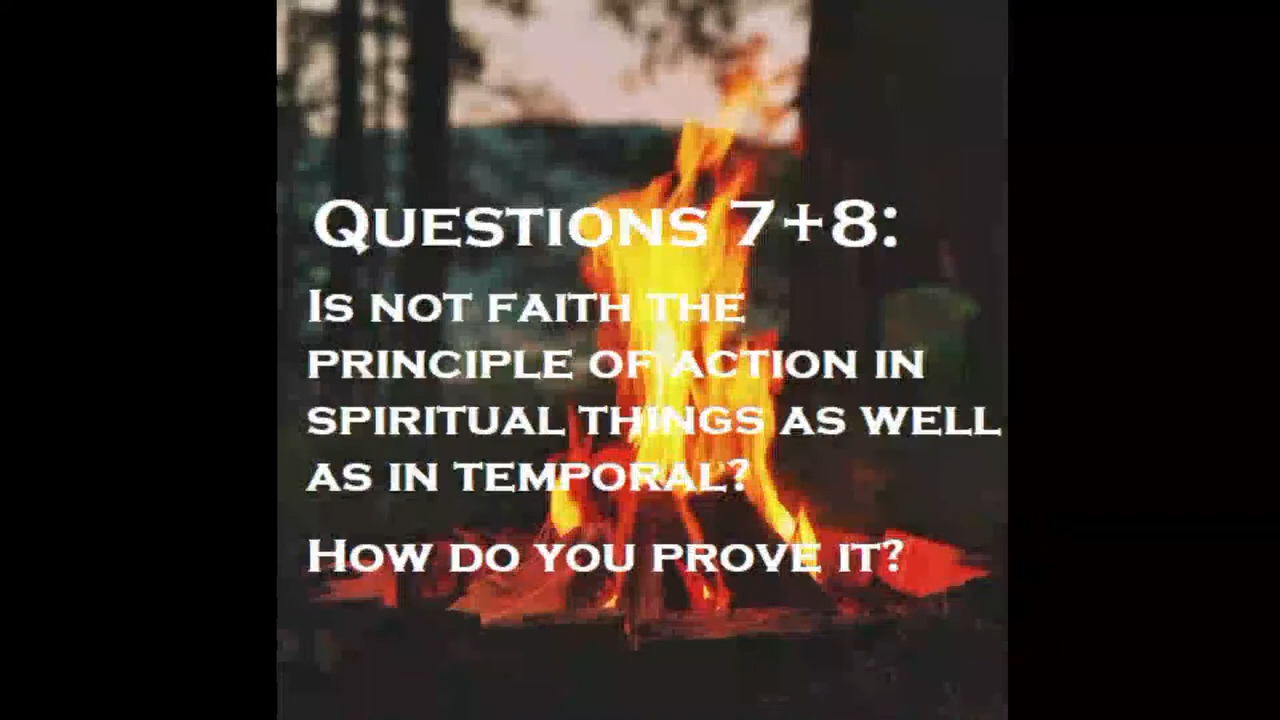 Questions 7+8:
Is not faith the
principle of action in
spiritual things as well
as in temporal?
How do you prove it?